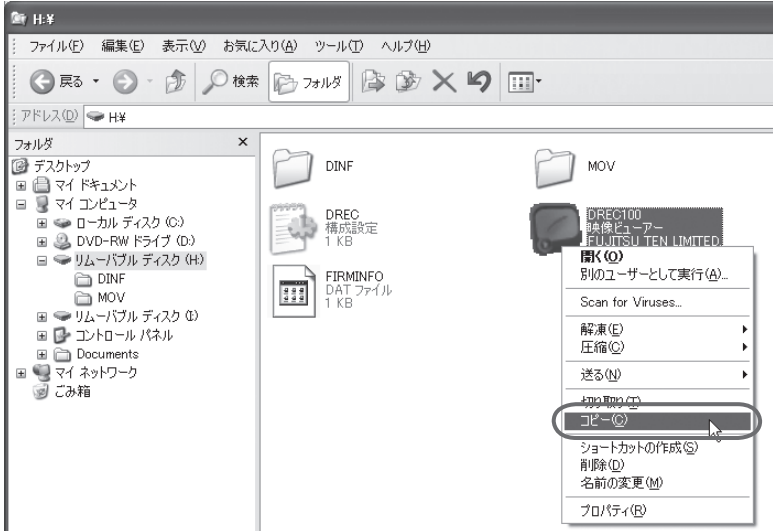 H:¥
ファイル(F) 編集(E) 表示(V) お気に入り(A) ツール(T) ヘルプ(H)
戻る 検索 フォルダ
アドレス(D) H:¥
フォルダ
デスクトップ
マイ ドキュメント
マイ コンピュータ
ローカル ディスク (C:)
DVD-RW ドライブ (D:)
リムーバブル ディスク (H:)
DINF
MOV
リムーバブル ディスク (I:)
コントロール パネル
Documents
マイ ネットワーク
ごみ箱
DINF
MOV
DREC
構成設定
1 KB
DREC100
映像ビューアー
FUJITSU TEN LIMITED
FIRMINFO
DAT ファイル
1 KB
開く(O)
別のユーザーとして実行(A)...
Scan for Viruses...
解凍(E)
圧縮(C)
送る(N)
切り取り(T)
コピー(C)
ショートカットの作成(S)
削除(D)
名前の変更(M)
プロパティ(R)